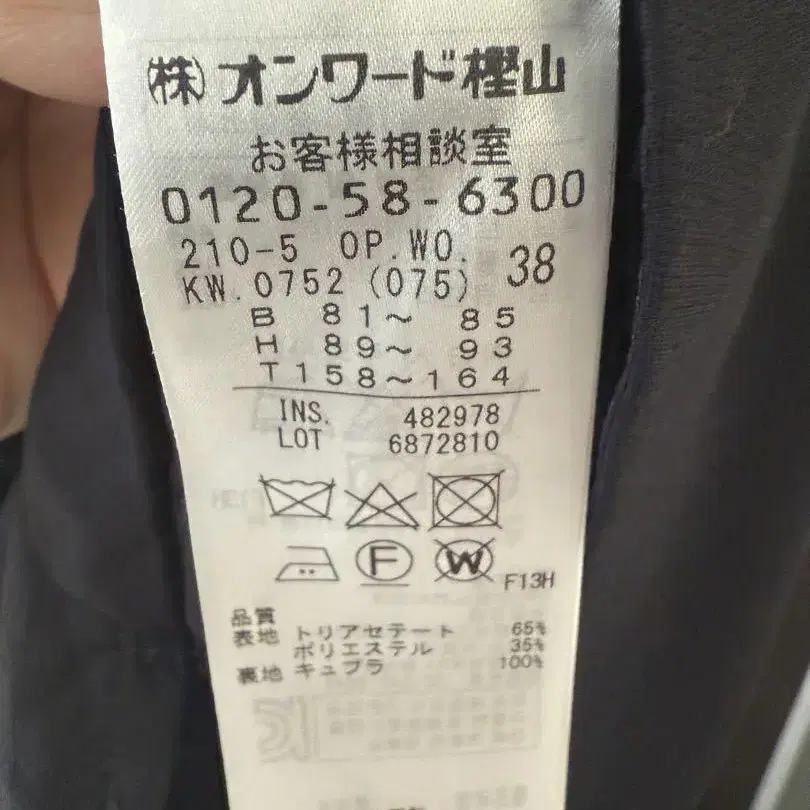 ㈱オンワード樫山
お客様相談室
0120-58-6300
210-5 OP.WO. 38
KW.0752 (075)
B 81～ 85
H 89～ 93
T158～164
INS. 482978
LOT 6872810
F
W
F13H
品質
表地 トリアセテート 65%
ポリエステル 35%
裏地 キュプラ 100%